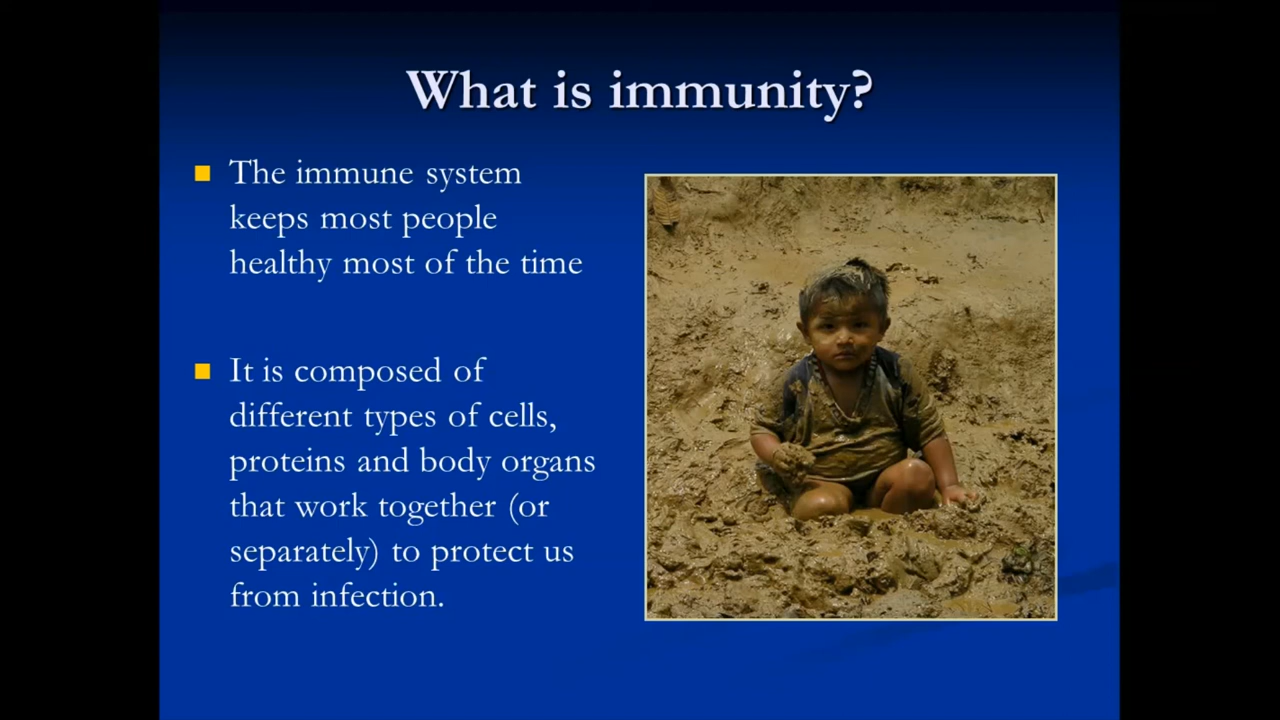 What is immunity?
The immune system
keeps most people
healthy most of the time
It is composed of
different types of cells,
proteins and body organs
that work together (or
separately) to protect us
from infection.